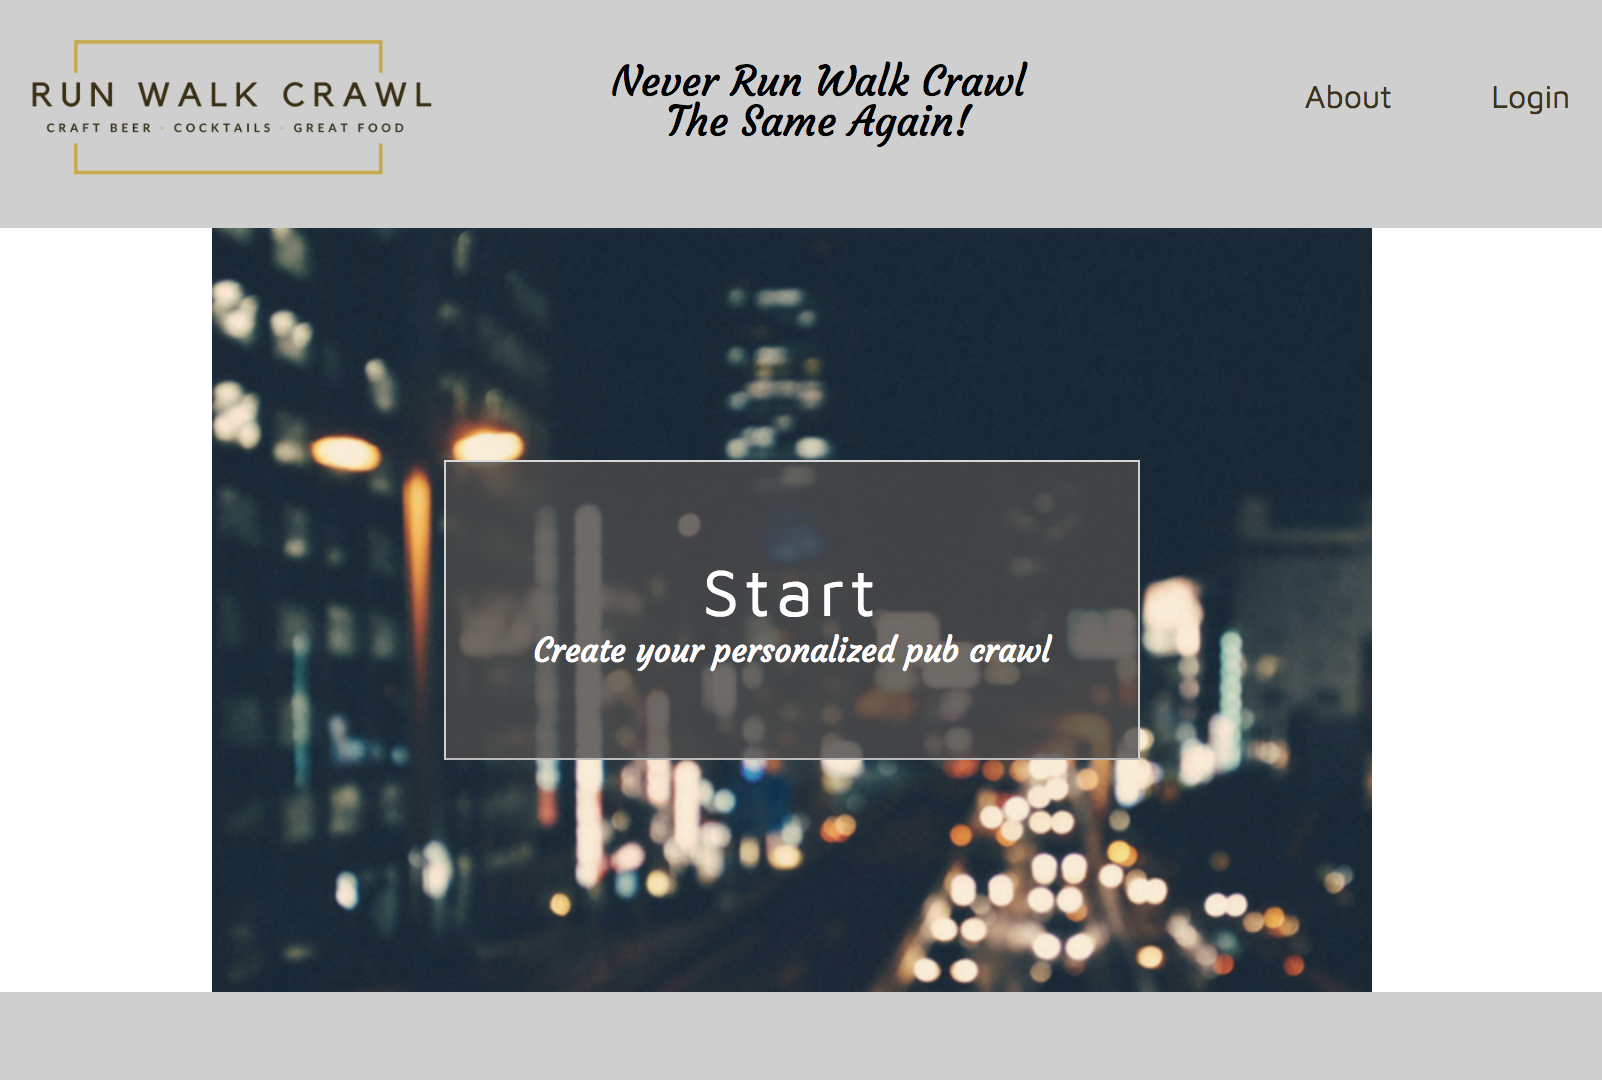 RUN WALK CRAWL
CRAFT BEER · COCKTAILS · GREAT FOOD
Never Run Walk Crawl
The Same Again!
About
Login
Start
Create your personalized pub crawl